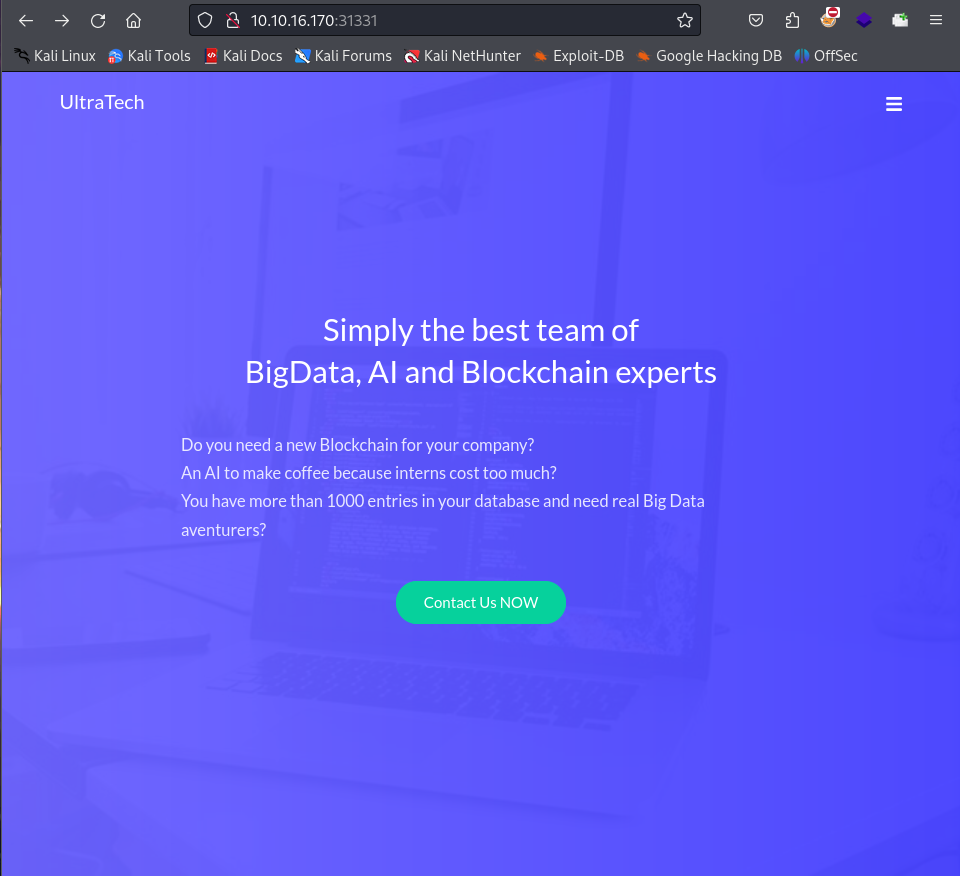 10.10.16.170:31331
Kali Linux Kali Tools Kali Docs Kali Forums Kali NetHunter Exploit-DB Google Hacking DB OffSec
UltraTech
Simply the best team of
BigData, AI and Blockchain experts
Do you need a new Blockchain for your company?
An AI to make coffee because interns cost too much?
You have more than 1000 entries in your database and need real Big Data
aventurers?
Contact Us NOW